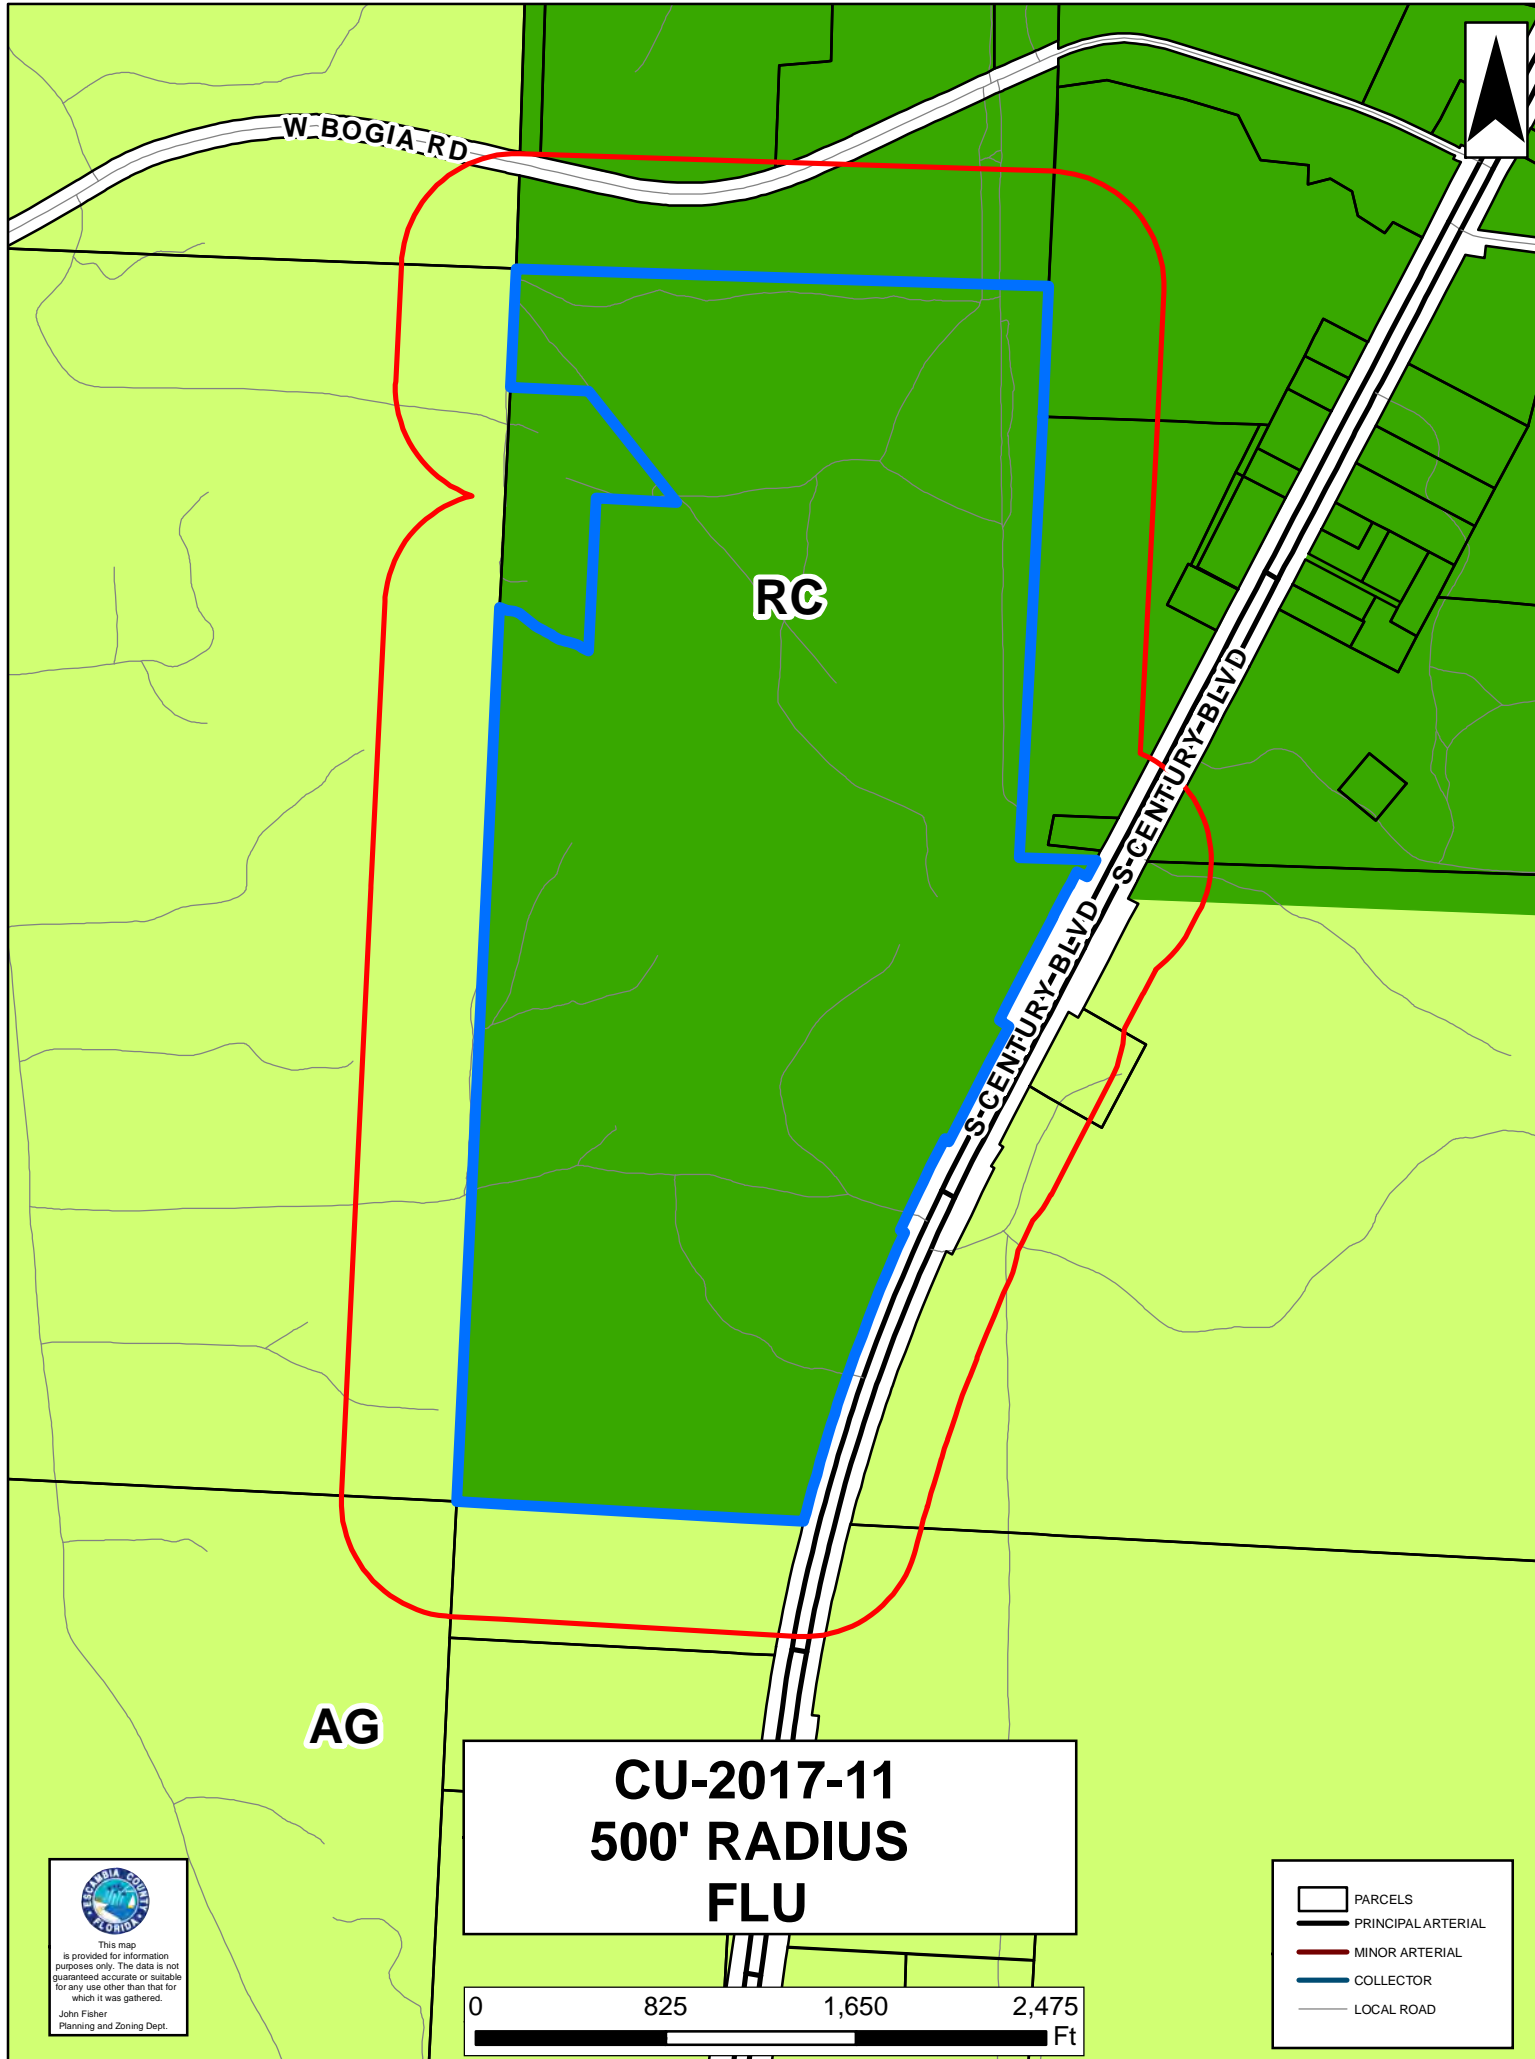 W BOGIA RD
RC
S CENTURY BLVD
S CENTURY BLVD
AG
CU-2017-11
500' RADIUS
FLU
ESCAMBIA COUNTY
FLORIDA
This map
is provided for information
purposes only. The data is not
guaranteed accurate or suitable
for any use other than that for
which it was gathered.
John Fisher
Planning and Zoning Dept.
0 825 1,650 2,475
Ft
PARCELS
PRINCIPAL ARTERIAL
MINOR ARTERIAL
COLLECTOR
LOCAL ROAD